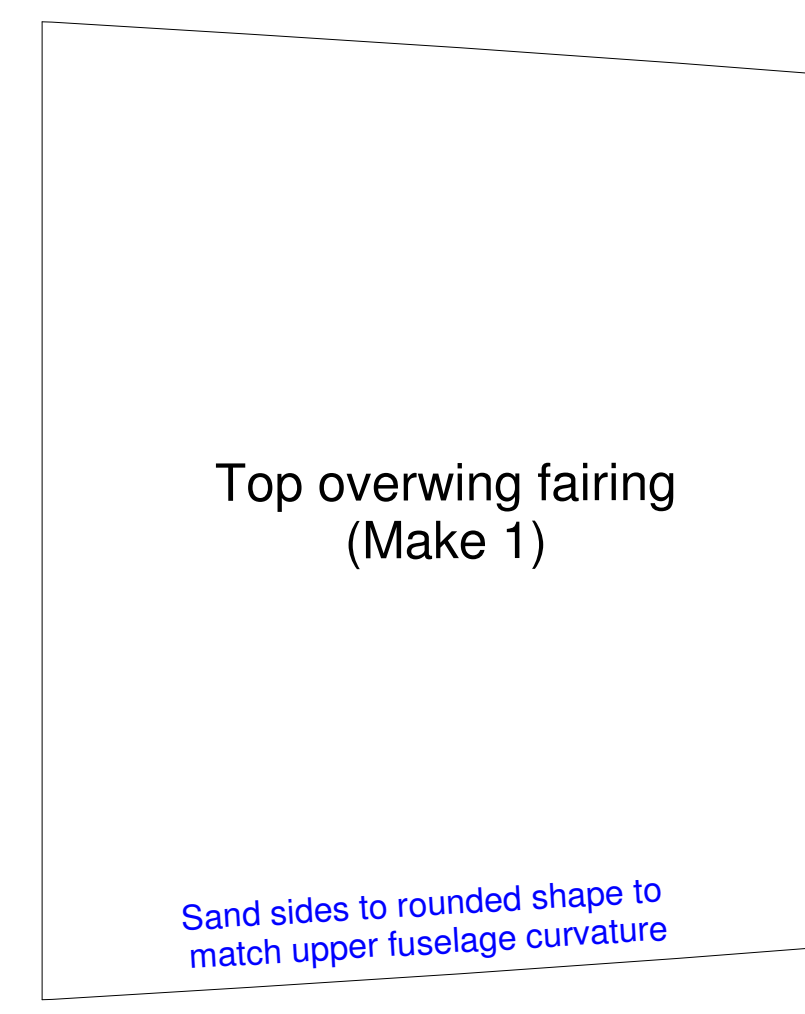 Top overwing fairing
(Make 1)
Sand sides to rounded shape to
match upper fuselage curvature